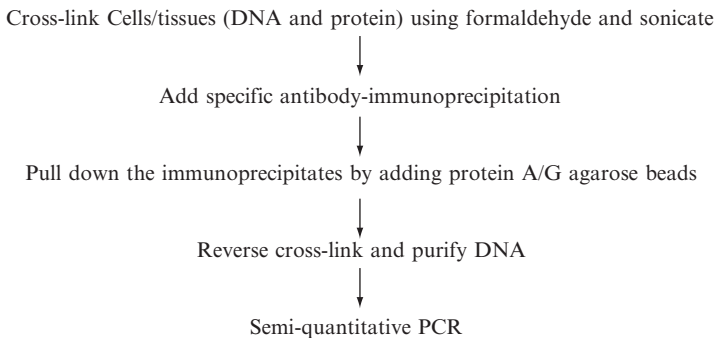 Cross-link Cells/tissues (DNA and protein) using formaldehyde and sonicate
Add specific antibody-immunoprecipitation
Pull down the immunoprecipitates by adding protein A/G agarose beads
Reverse cross-link and purify DNA
Semi-quantitative PCR